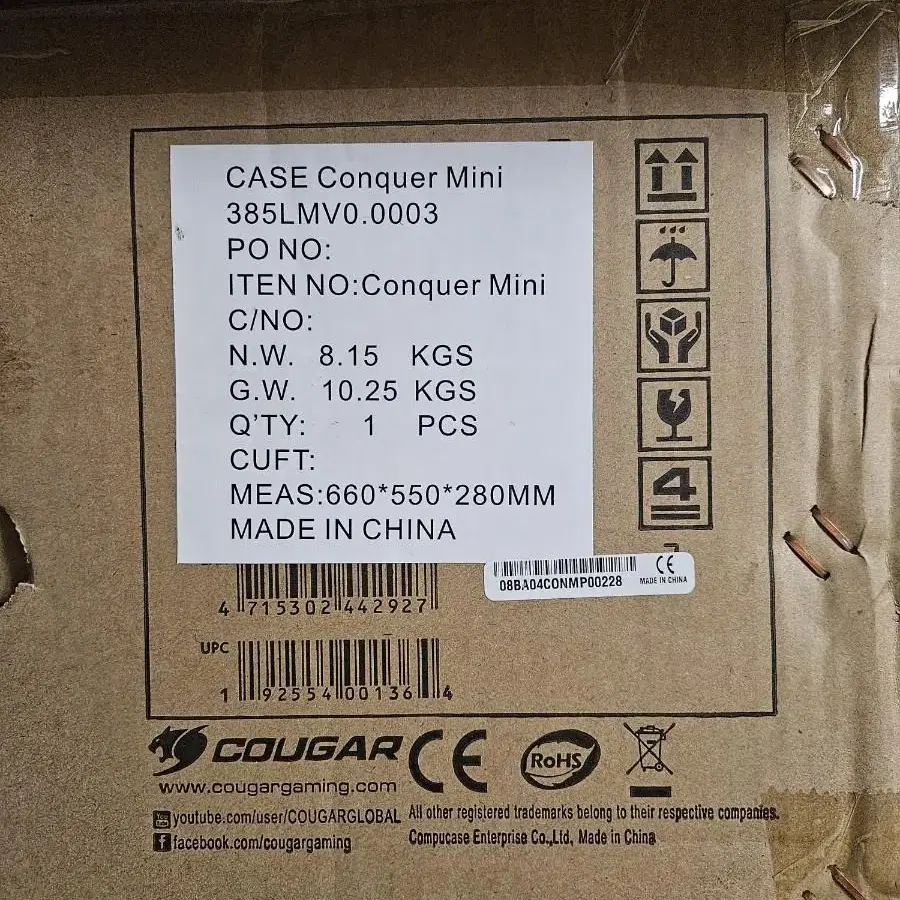 CASE Conquer Mini
385LMV0.0003
PO NO:
ITEN NO:Conquer Mini
C/NO:
N.W. 8.15 KGS
G.W. 10.25 KGS
Q'TY: 1 PCS
CUFT:
MEAS:660*550*280MM
MADE IN CHINA
4
08BA04CONMP00228
CE
MADE IN CHINA
4 715302 442927
UPC
1 92554 00136 4
COUGAR
CE
RoHS
www.cougargaming.com
You Tube youtube.com/user/COUGARGLOBAL
f facebook.com/cougargaming
All other registered trademarks belong to their respective companies.
Compucase Enterprise Co.,Ltd, Made in China